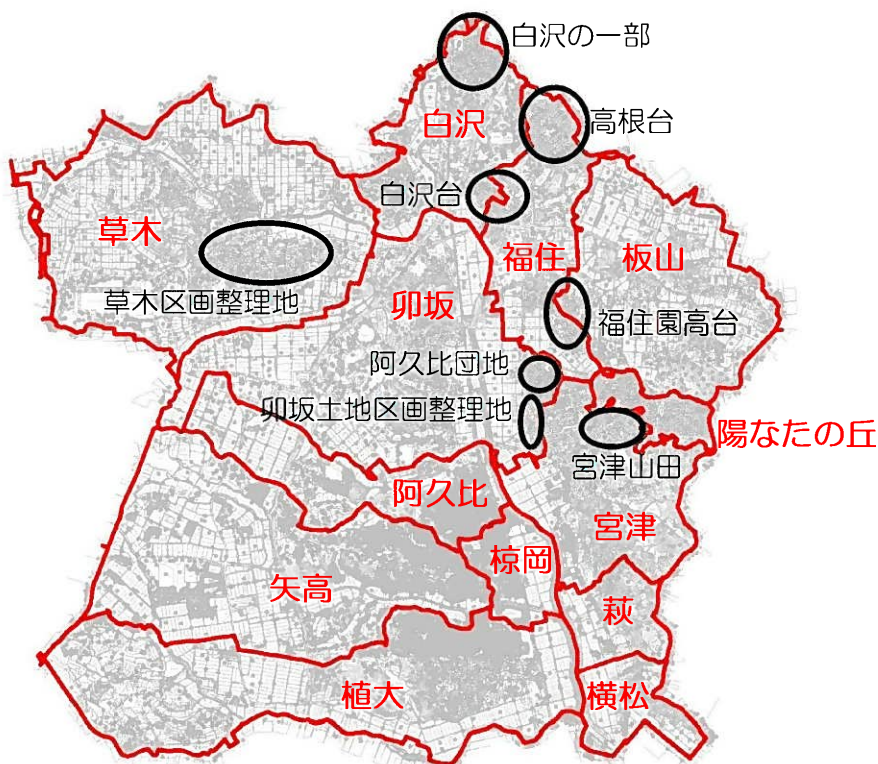 白沢の一部
白沢
高根台
白沢台
草木
福住
板山
草木区画整理地
卯坂
福住園高台
阿久比団地
卯坂土地区画整理地
陽なたの丘
宮津山田
阿久比
宮津
椋岡
矢高
萩
植大
横松